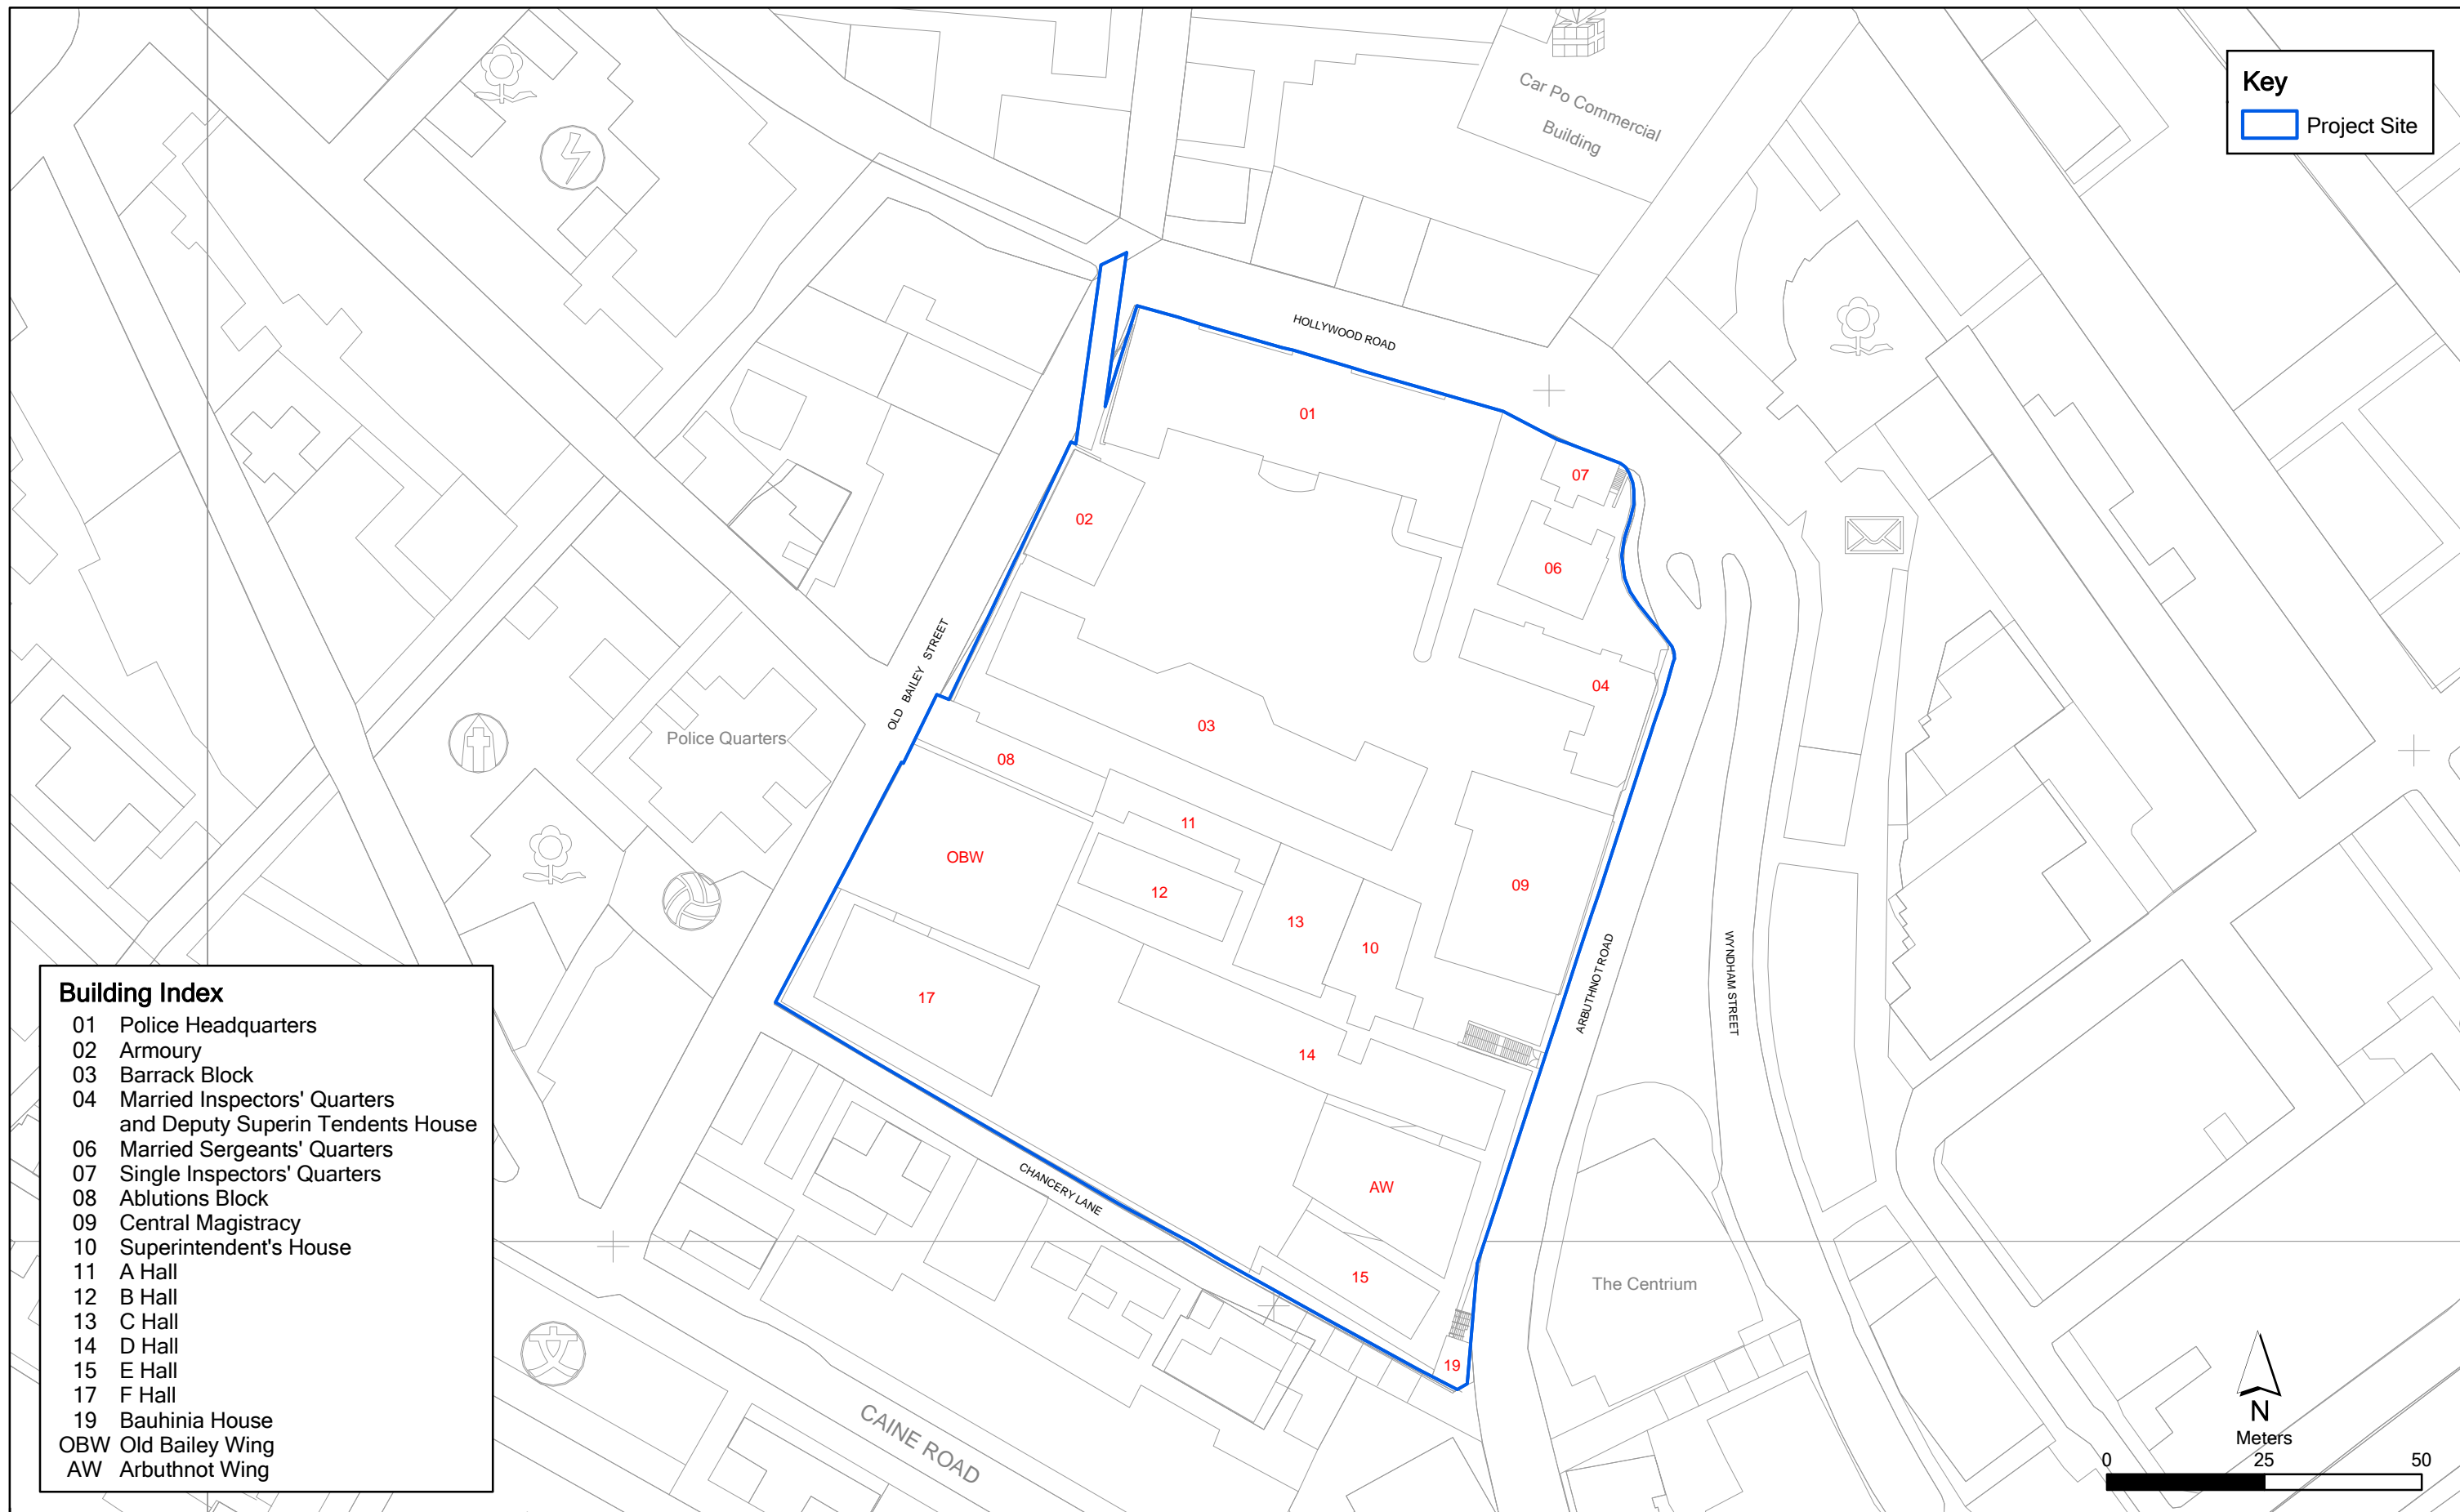 Car Po Commercial
Building
Key
Project Site
HOLLYWOOD ROAD
01
07
02
06
OLD BAILEY STREET
04
03
Police Quarters
08
11
OBW
12
09
13
10
ARBUTHNOT ROAD
WYNDHAM STREET
17
14
CHANCERY LANE
AW
15
The Centrium
19
CAINE ROAD
Building Index
01 Police Headquarters
02 Armoury
03 Barrack Block
04 Married Inspectors' Quarters
and Deputy Superin Tendents House
06 Married Sergeants' Quarters
07 Single Inspectors' Quarters
08 Ablutions Block
09 Central Magistracy
10 Superintendent's House
11 A Hall
12 B Hall
13 C Hall
14 D Hall
15 E Hall
17 F Hall
19 Bauhinia House
OBW Old Bailey Wing
AW Arbuthnot Wing
N
Meters
0 25 50